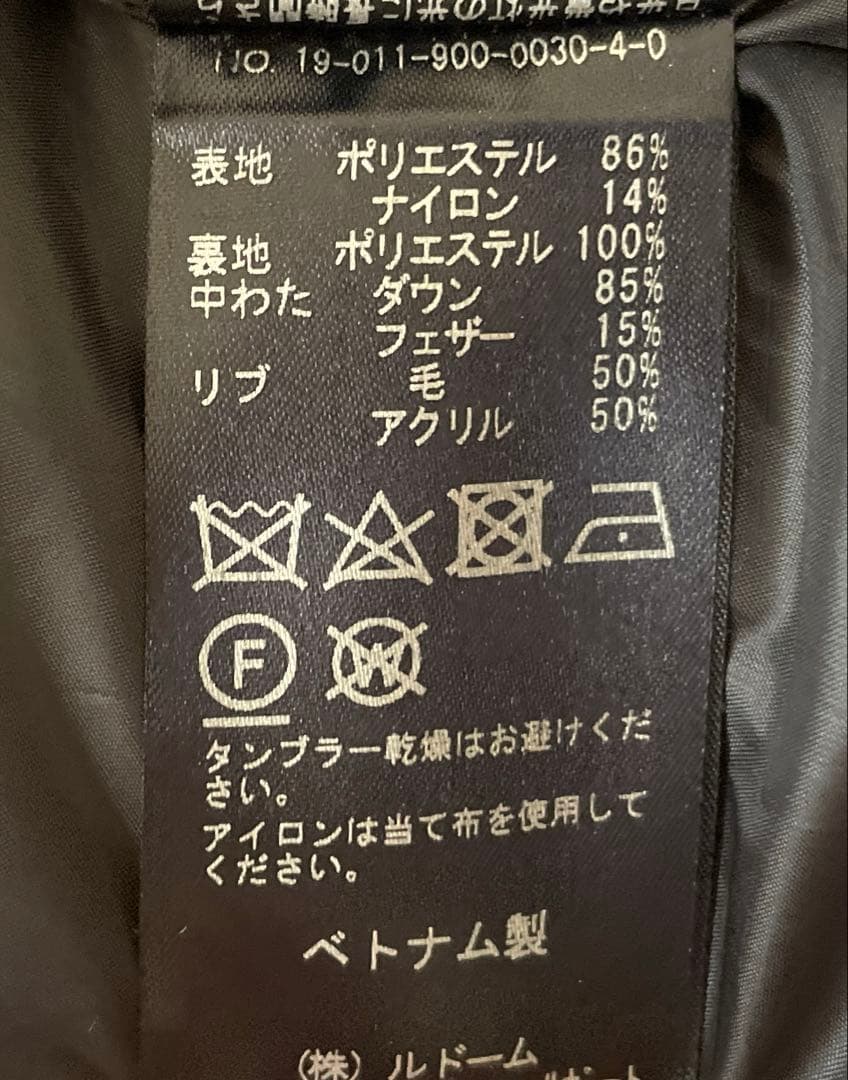 NO. 19-011-900-0030-4-0
表地 ポリエステル 86%
ナイロン 14%
裏地 ポリエステル 100%
中わた ダウン 85%
フェザー 15%
リブ 毛 50%
アクリル 50%
F W
タンブラー乾燥はお避けくだ
さい。
アイロンは当て布を使用して
ください。
ベトナム製
(株)ルドーム